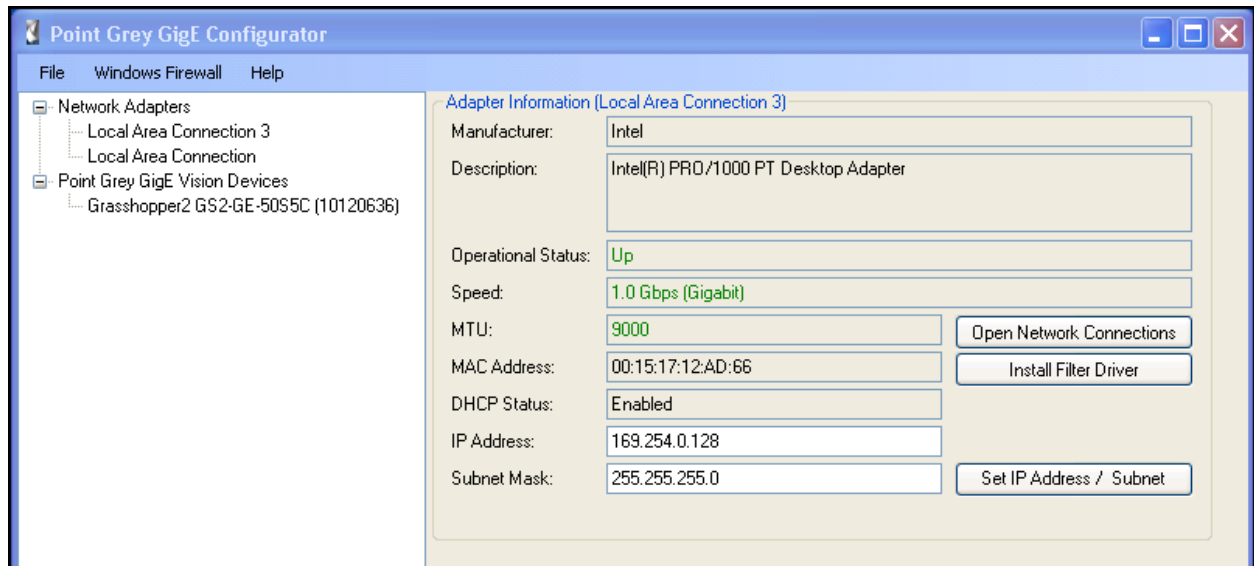 Point Grey GigE Configurator
File Windows Firewall Help
Network Adapters
Local Area Connection 3
Local Area Connection
Point Grey GigE Vision Devices
Grasshopper2 GS2-GE-50S5C (10120636)
Adapter Information (Local Area Connection 3)
Manufacturer: Intel
Description: Intel(R) PRO/1000 PT Desktop Adapter
Operational Status: Up
Speed: 1.0 Gbps (Gigabit)
MTU: 9000 Open Network Connections
MAC Address: 00:15:17:12:AD:66 Install Filter Driver
DHCP Status: Enabled
IP Address: 169.254.0.128
Subnet Mask: 255.255.255.0 Set IP Address / Subnet